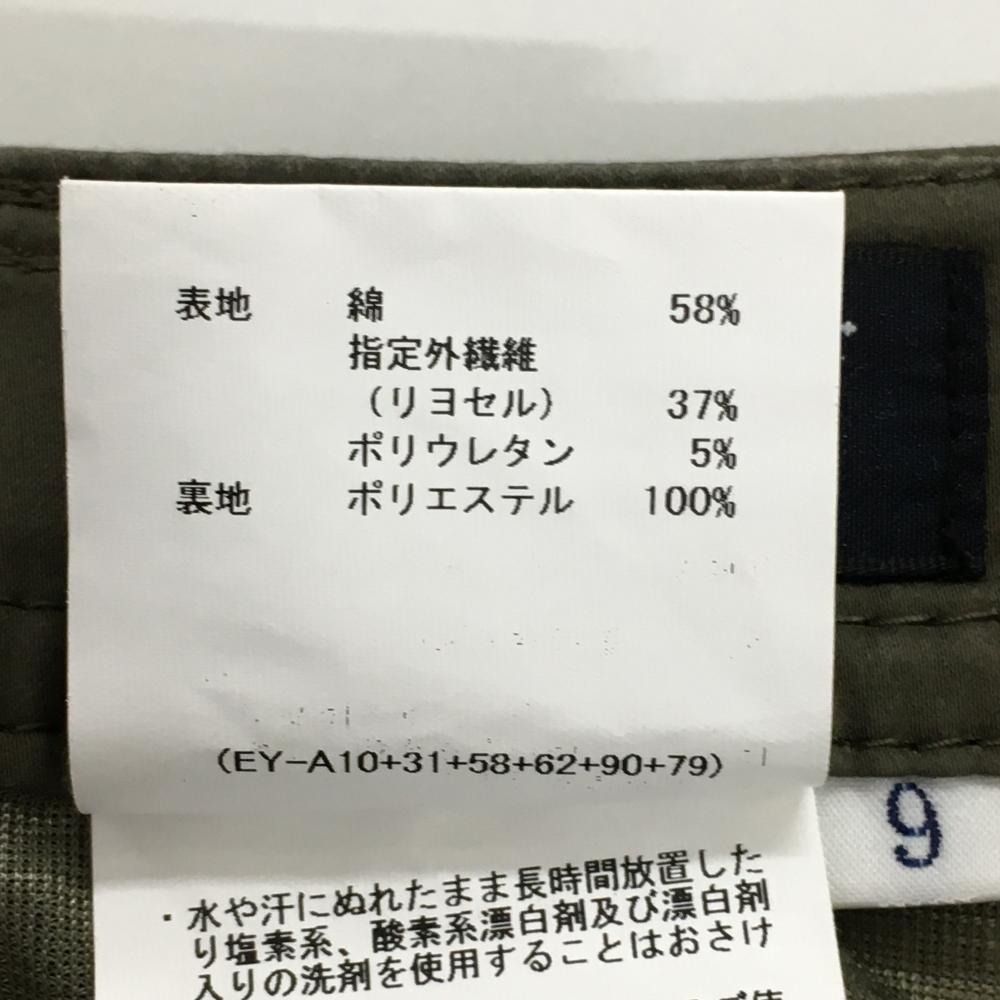 表地 綿 58%
指定外繊維
（リヨセル） 37%
ポリウレタン 5%
裏地 ポリエステル 100%
(EY-A10+31+58+62+90+79)
9
・水や汗にぬれたまま長時間放置した
り塩素系、酸素系漂白剤及び漂白剤
入りの洗剤を使用することはおさけ